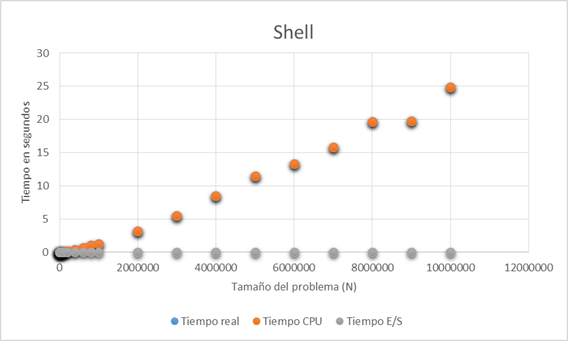 Shell
Tiempo en segundos
30
25
20
15
10
5
0
0 2000000 4000000 6000000 8000000 10000000 12000000
Tamaño del problema (N)
Tiempo real Tiempo CPU Tiempo E/S